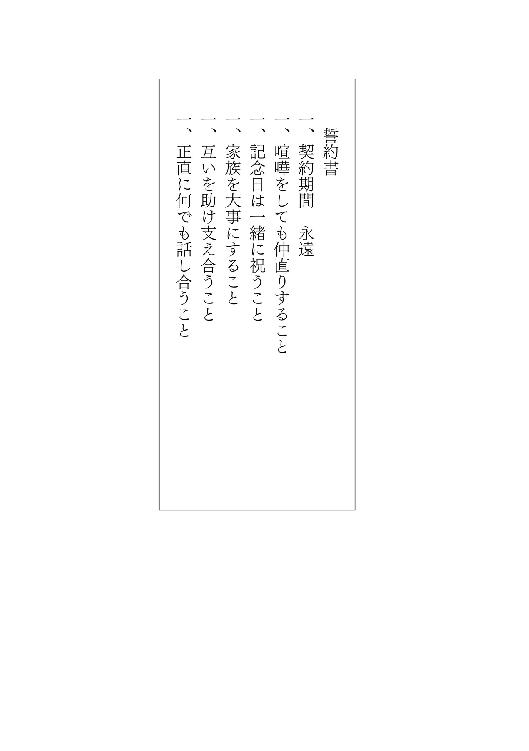 誓約書
一、契約期間　永遠
一、喧嘩をしても仲直りすること
一、記念日は一緒に祝うこと
一、家族を大事にすること
一、互いを助け支え合うこと
一、正直に何でも話し合うこと